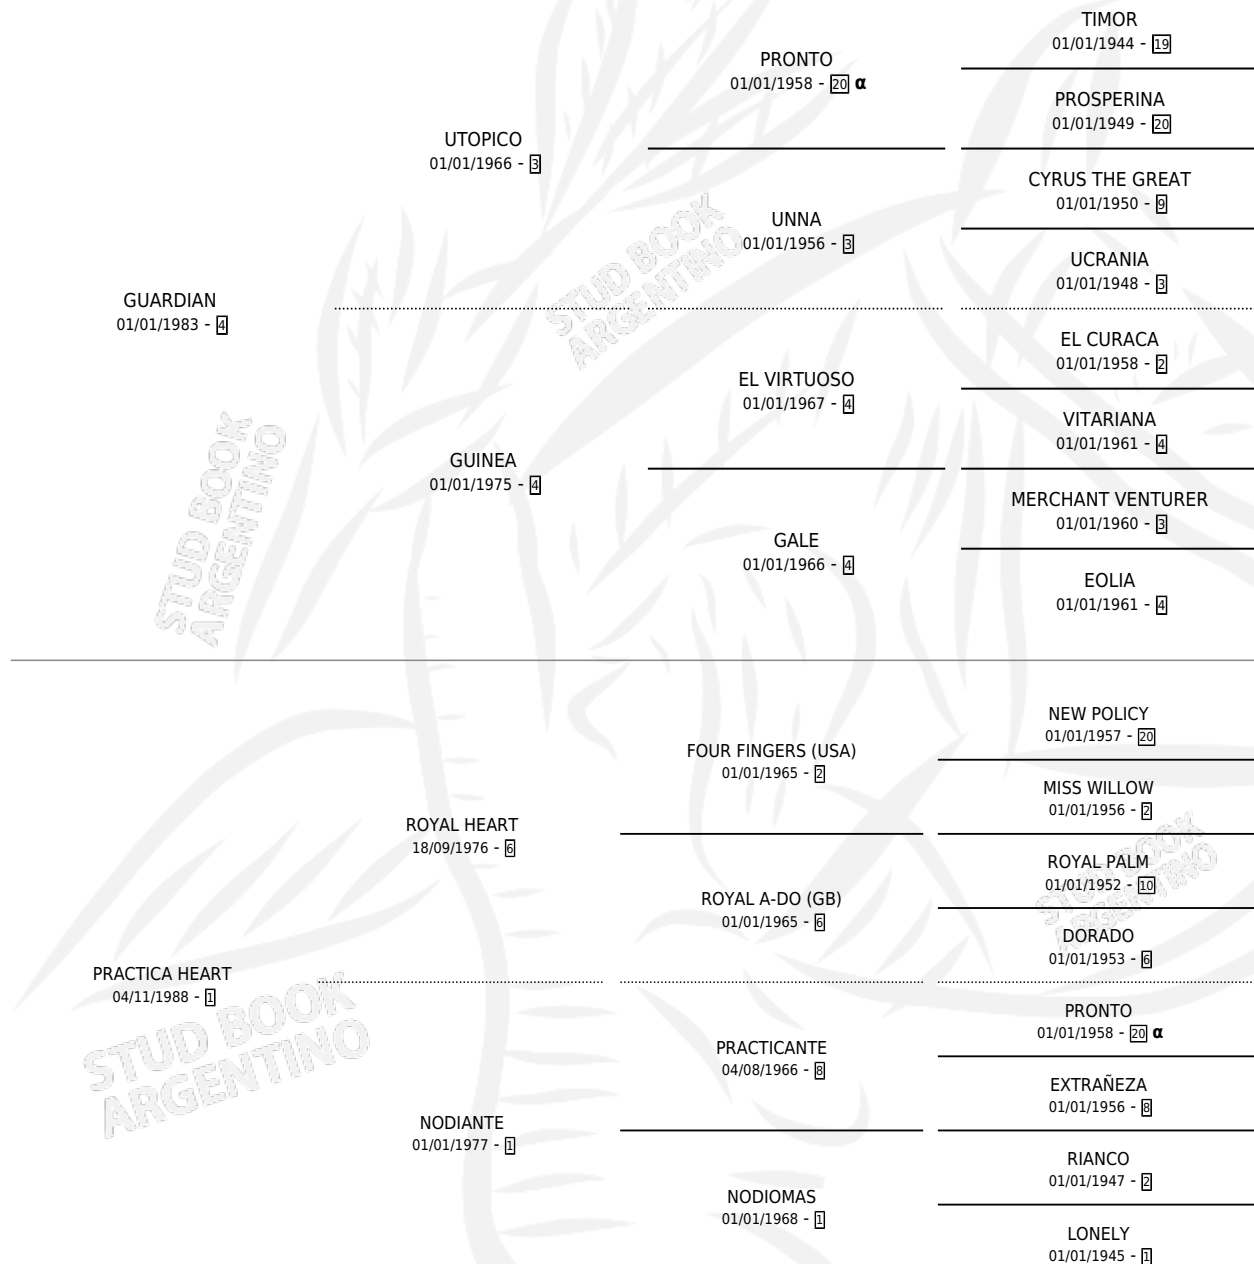 TIMOR
01/01/1944 - 19
PRONTO
01/01/1958 - 20 α
PROSPERINA
01/01/1949 - 20
UTOPICO
01/01/1966 - 3
CYRUS THE GREAT
01/01/1950 - 9
UNNA
01/01/1956 - 3
UCRANIA
01/01/1948 - 3
GUARDIAN
01/01/1983 - 4
EL CURACA
01/01/1958 - 2
EL VIRTUOSO
01/01/1967 - 4
VITARIANA
01/01/1961 - 4
GUINEA
01/01/1975 - 4
MERCHANT VENTURER
01/01/1960 - 3
GALE
01/01/1966 - 4
EOLIA
01/01/1961 - 4
STUD BOOK
ARGENTINO
STUD BOOK
ARGENTINO
NEW POLICY
01/01/1957 - 20
FOUR FINGERS (USA)
01/01/1965 - 2
MISS WILLOW
01/01/1956 - 2
ROYAL HEART
18/09/1976 - 6
ROYAL PALM
01/01/1952 - 10
ROYAL A-DO (GB)
01/01/1965 - 6
DORADO
01/01/1953 - 6
PRACTICA HEART
04/11/1988 - 1
PRONTO
01/01/1958 - 20 α
PRACTICANTE
04/08/1966 - 8
EXTRAÑEZA
01/01/1956 - 8
NODIANTE
01/01/1977 - 1
RIANCO
01/01/1947 - 2
NODIOMAS
01/01/1968 - 1
LONELY
01/01/1945 - 1
STUD BOOK
ARGENTINO
STUD BOOK
ARGENTINO